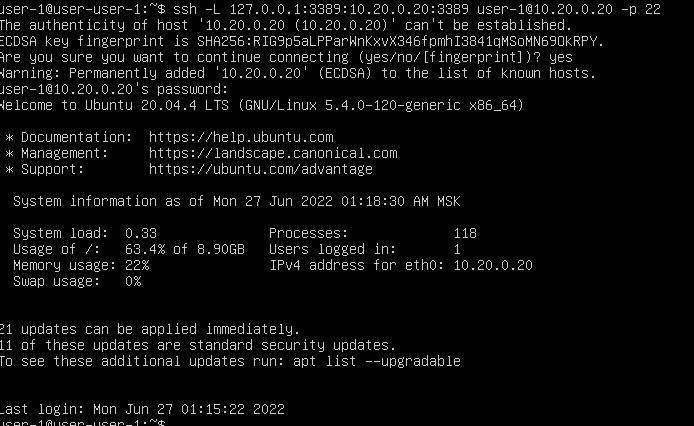 user-1@user-user-1:~$ ssh -L 127.0.0.1:3389:10.20.0.20:3389 user-1@10.20.0.20 -p 22
The authenticity of host '10.20.0.20 (10.20.0.20)' can't be established.
ECDSA key fingerprint is SHA256:RIG9p5aLPParWnKxvX346fpmhI3841qMSoMN69OkRPY.
Are you sure you want to continue connecting (yes/no/[fingerprint])? yes
Warning: Permanently added '10.20.0.20' (ECDSA) to the list of known hosts.
user-1@10.20.0.20's password:
Welcome to Ubuntu 20.04.4 LTS (GNU/Linux 5.4.0-120-generic x86_64)
* Documentation:  https://help.ubuntu.com
* Management:     https://landscape.canonical.com
* Support:        https://ubuntu.com/advantage
System information as of Mon 27 Jun 2022 01:18:30 AM MSK
System load:  0.33               Processes:             118
Usage of /:   63.4% of 8.90GB   Users logged in:       1
Memory usage: 22%                IPv4 address for eth0: 10.20.0.20
Swap usage:   0%
21 updates can be applied immediately.
11 of these updates are standard security updates.
To see these additional updates run: apt list --upgradable
Last login: Mon Jun 27 01:15:22 2022
user-1@user-user-1:~$